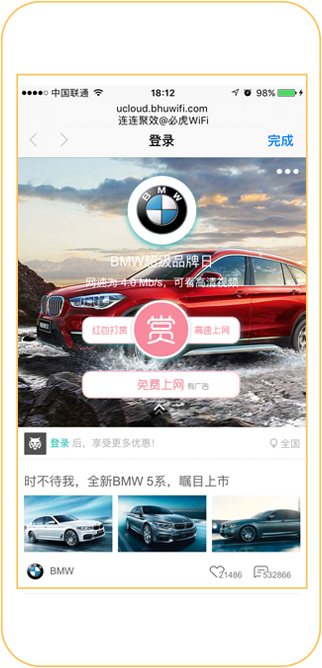 中国联通
18:12
98%
ucloud.bhuwifi.com
连连聚效@必虎WiFi
登录
完成
BMW
BMW超级品牌日
网速为 4.0 Mb/s，可看高清视频
红包打赏
赏
高速上网
免费上网 有广告
登录 后，享受更多优惠！
全国
时不待我，全新BMW 5系，瞩目上市
BMW
21486
532866